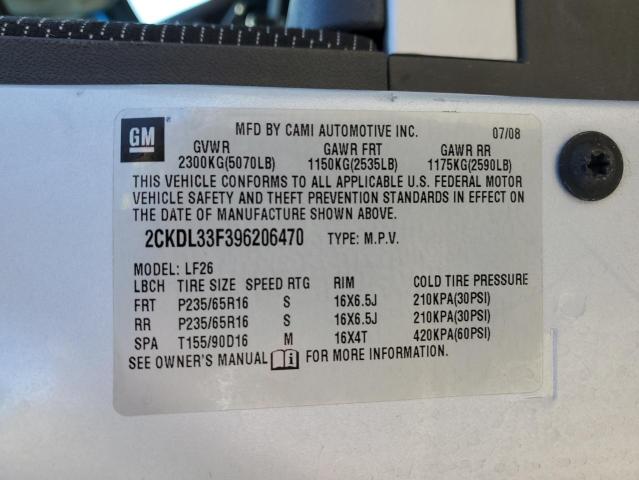 GM
MFD BY CAMI AUTOMOTIVE INC. 07/08
GVWR GAWR FRT GAWR RR
2300KG(5070LB) 1150KG(2535LB) 1175KG(2590LB)
THIS VEHICLE CONFORMS TO ALL APPLICABLE U.S. FEDERAL MOTOR
VEHICLE SAFETY AND THEFT PREVENTION STANDARDS IN EFFECT ON
THE DATE OF MANUFACTURE SHOWN ABOVE.
2CKDL33F396206470 TYPE: M.P.V.
MODEL: LF26
LBCH TIRE SIZE SPEED RTG RIM COLD TIRE PRESSURE
FRT P235/65R16 S 16X6.5J 210KPA(30PSI)
RR P235/65R16 S 16X6.5J 210KPA(30PSI)
SPA T155/90D16 M 16X4T 420KPA(60PSI)
SEE OWNER'S MANUAL i FOR MORE INFORMATION.